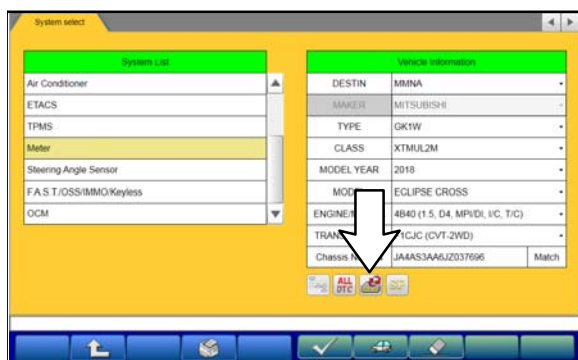 System select
System List
Air Conditioner
ETACS
TPMS
Meter
Steering Angle Sensor
F.A.S.T./OSS/IMMO/Keyless
OCM
Vehicle Information
DESTIN MMNA
MAKER MITSUBISHI
TYPE GK1W
CLASS XTMUL2M
MODEL YEAR 2018
ECLIPSE CROSS
4B40 (1.5, D4, MPI/DI, I/C, T/C)
(CVT-2WD)
Chassis JA4AS3AA6JZ037696 Match
ALL
DTC